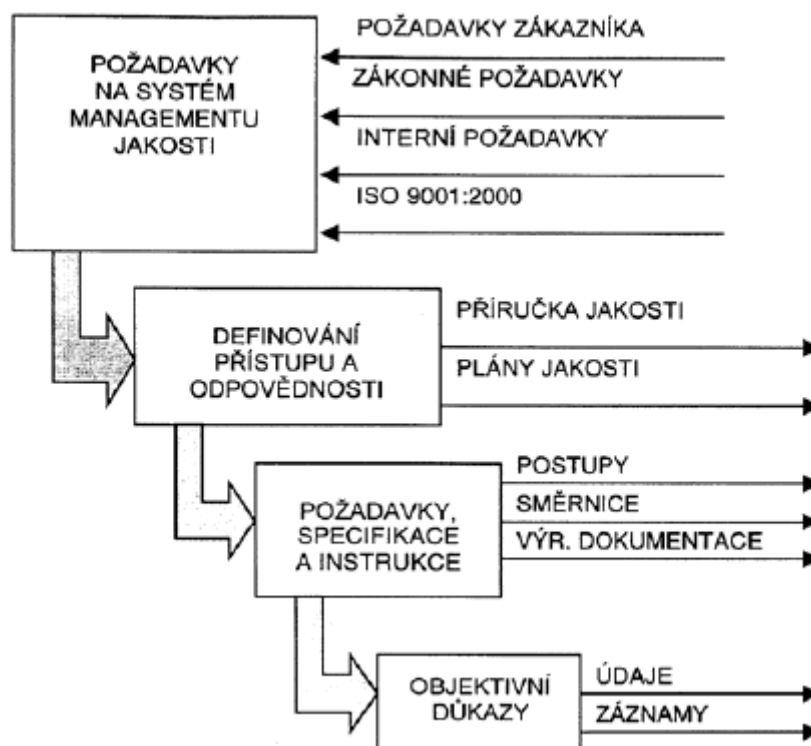 POŽADAVKY
NA SYSTÉM
MANAGEMENTU
JAKOSTI
POŽADAVKY ZÁKAZNÍKA
ZÁKONNÉ POŽADAVKY
INTERNÍ POŽADAVKY
ISO 9001:2000
DEFINOVÁNÍ
PŘÍSTUPU A
ODPOVĚDNOSTI
PŘÍRUČKA JAKOSTI
PLÁNY JAKOSTI
POŽADAVKY,
SPECIFIKACE
A INSTRUKCE
POSTUPY
SMĚRNICE
VÝR. DOKUMENTACE
OBJEKTIVNÍ
DŮKAZY
ÚDAJE
ZÁZNAMY